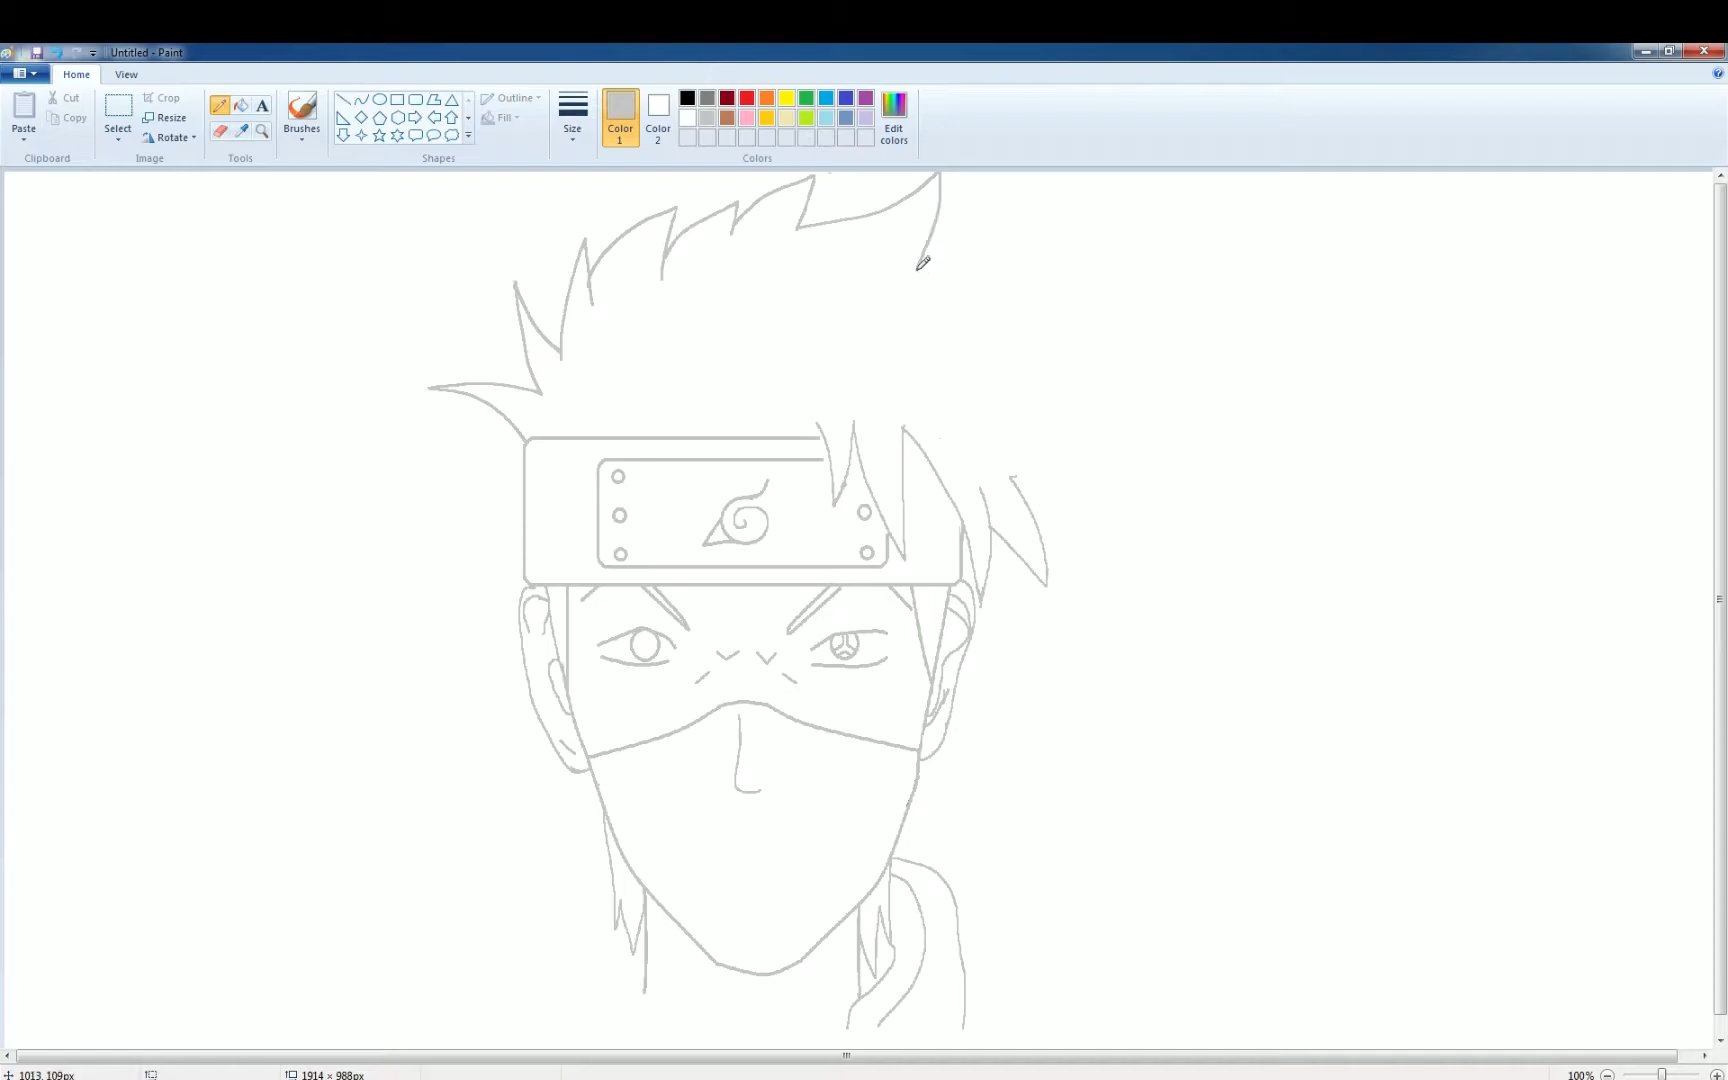 Untitled - Paint
Home View
Paste Cut Copy
Select Crop Resize Rotate
A
Brushes
Outline
Fill
Size
Color 1
Color 2
Edit colors
Clipboard Image Tools Shapes Colors
1013, 109px 1914 × 988px 100%